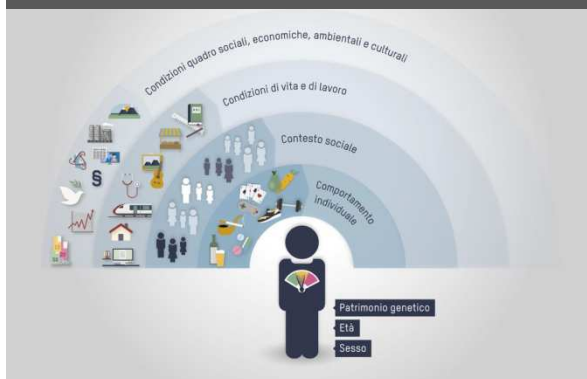 Condizioni quadro sociali, economiche, ambientali e culturali
Condizioni di vita e di lavoro
Contesto sociale
Comportamento
individuale
§
Patrimonio genetico
Età
Sesso